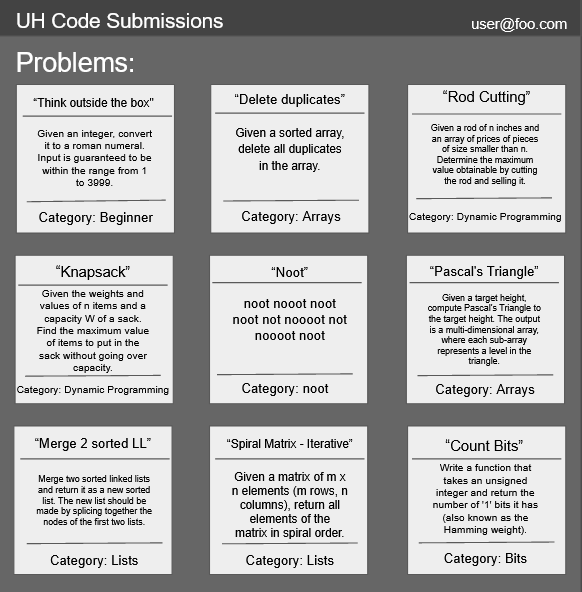 UH Code Submissions
user@foo.com
Problems:
“Think outside the box”
Given an integer, convert
it to a roman numeral.
Input is guaranteed to be
within the range from 1
to 3999.
Category: Beginner
“Delete duplicates”
Given a sorted array,
delete all duplicates
in the array.
Category: Arrays
“Rod Cutting”
Given a rod of n inches and
an array of prices of pieces
of size smaller than n.
Determine the maximum
value obtainable by cutting
the rod and selling it.
Category: Dynamic Programming
“Knapsack”
Given the weights and
values of n items and a
capacity W of a sack.
Find the maximum value
of items to put in the
sack without going over
capacity.
Category: Dynamic Programming
“Noot”
noot nooot noot
noot not noooot not
noooot noot
Category: noot
“Pascal's Triangle”
Given a target height,
compute Pascal's Triangle to
the target height. The output
is a multi-dimensional array,
where each sub-array
represents a level in the
triangle.
Category: Arrays
“Merge 2 sorted LL”
Merge two sorted linked lists
and return it as a new sorted
list. The new list should be
made by splicing together the
nodes of the first two lists.
Category: Lists
“Spiral Matrix - Iterative”
Given a matrix of m x
n elements (m rows, n
columns), return all
elements of the
matrix in spiral order.
Category: Lists
“Count Bits”
Write a function that
takes an unsigned
integer and return the
number of '1' bits it has
(also known as the
Hamming weight).
Category: Bits